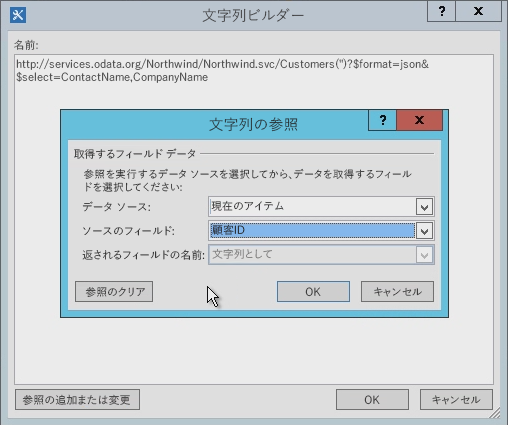 文字列ビルダー
? X
名前:
http://services.odata.org/Northwind/Northwind.svc/Customers('')?$format=json&
$select=ContactName,CompanyName
文字列の参照
? X
取得するフィールド データ
参照を実行するデータ ソースを選択してから、データを取得するフィール
ドを選択してください:
データ ソース: 現在のアイテム
ソースのフィールド: 顧客ID
返されるフィールドの名前: 文字列として
参照のクリア OK キャンセル
参照の追加または変更 OK キャンセル